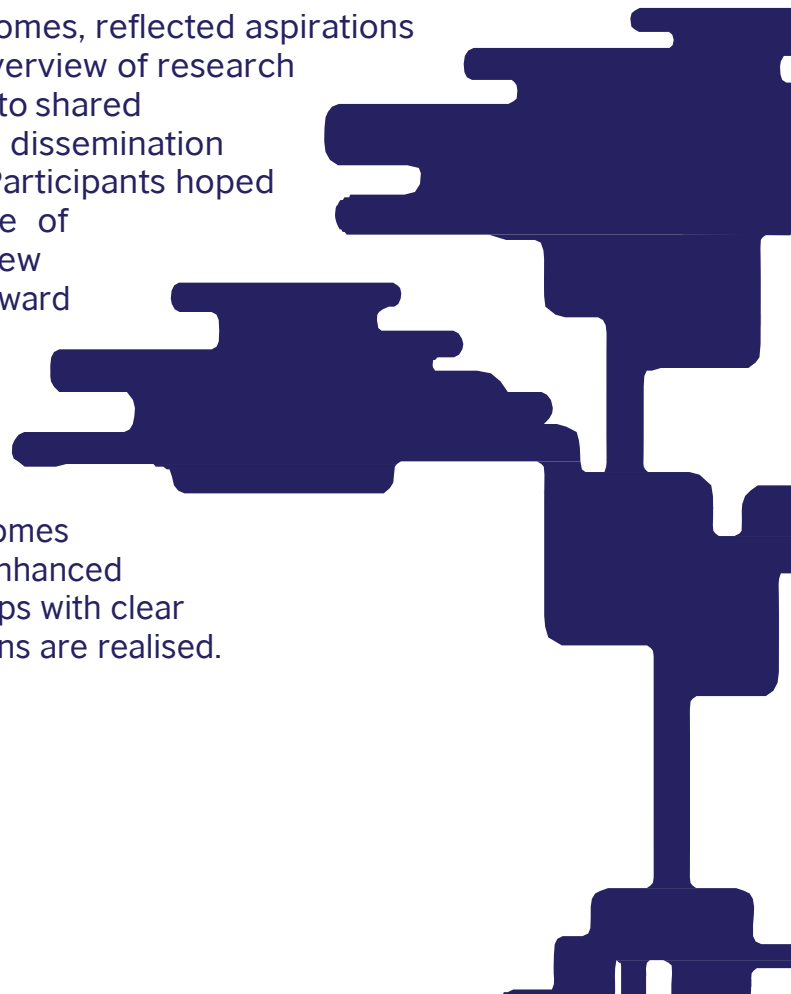 omes, reflected aspirations
verview of research
to shared
dissemination
Participants hoped
e of
ew
ward
omes
nhanced
ps with clear
ns are realised.